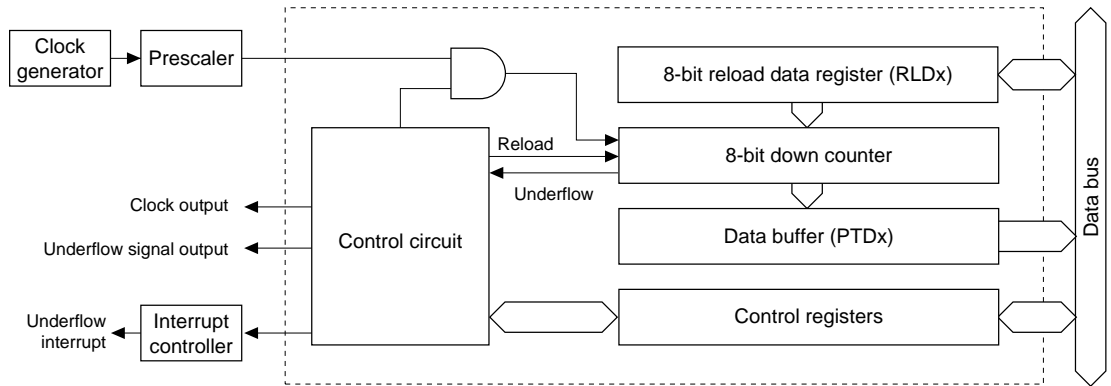 Clock
generator
Prescaler
8-bit reload data register (RLDx)
Reload
8-bit down counter
Underflow
Clock output
Control circuit
Data buffer (PTDx)
Underflow signal output
Data bus
Underflow
interrupt
Interrupt
controller
Control registers